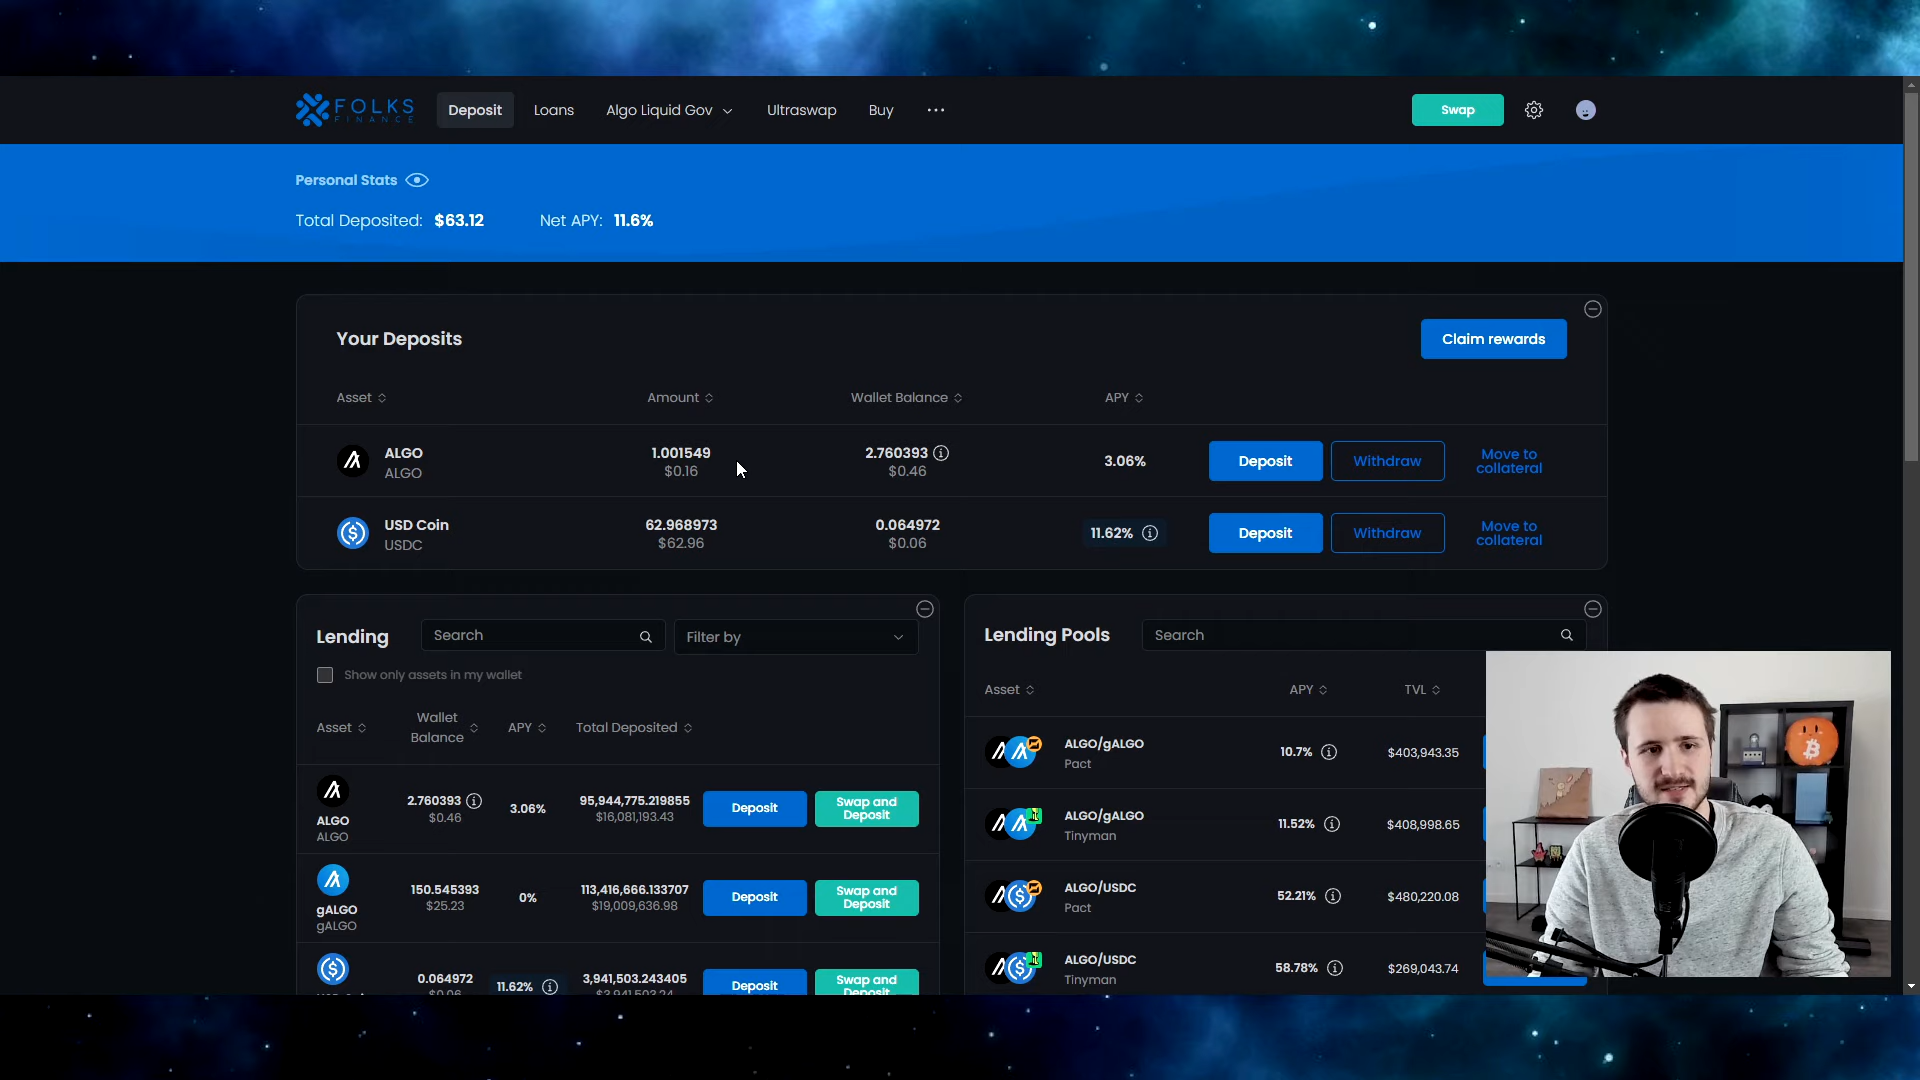 FOLKS
FINANCE
Deposit
Loans
Algo Liquid Gov
Ultraswap
Buy
Swap
Personal Stats
Total Deposited: $63.12
Net APY: 11.6%
Your Deposits
Claim rewards
Asset
Amount
Wallet Balance
APY
ALGO
ALGO
1.001549
$0.16
2.760393
$0.46
3.06%
Deposit
Withdraw
Move to
collateral
USD Coin
USDC
62.968973
$62.96
0.064972
$0.06
11.62%
Deposit
Withdraw
Move to
collateral
Lending
Search
Filter by
Show only assets in my wallet
Asset
Wallet
Balance
APY
Total Deposited
ALGO
ALGO
2.760393
$0.46
3.06%
95,944,775.219855
$16,081,193.43
Deposit
Swap and
Deposit
gALGO
gALGO
150.545393
$25.23
0%
113,416,666.133707
$19,009,636.98
Deposit
Swap and
Deposit
0.064972
11.62%
3,941,503.243405
Deposit
Swap and
Deposit
Lending Pools
Search
Asset
APY
TVL
ALGO/gALGO
Pact
10.7%
$403,943.35
ALGO/gALGO
Tinyman
11.52%
$408,998.65
ALGO/USDC
Pact
52.21%
$480,220.08
ALGO/USDC
Tinyman
58.78%
$269,043.74